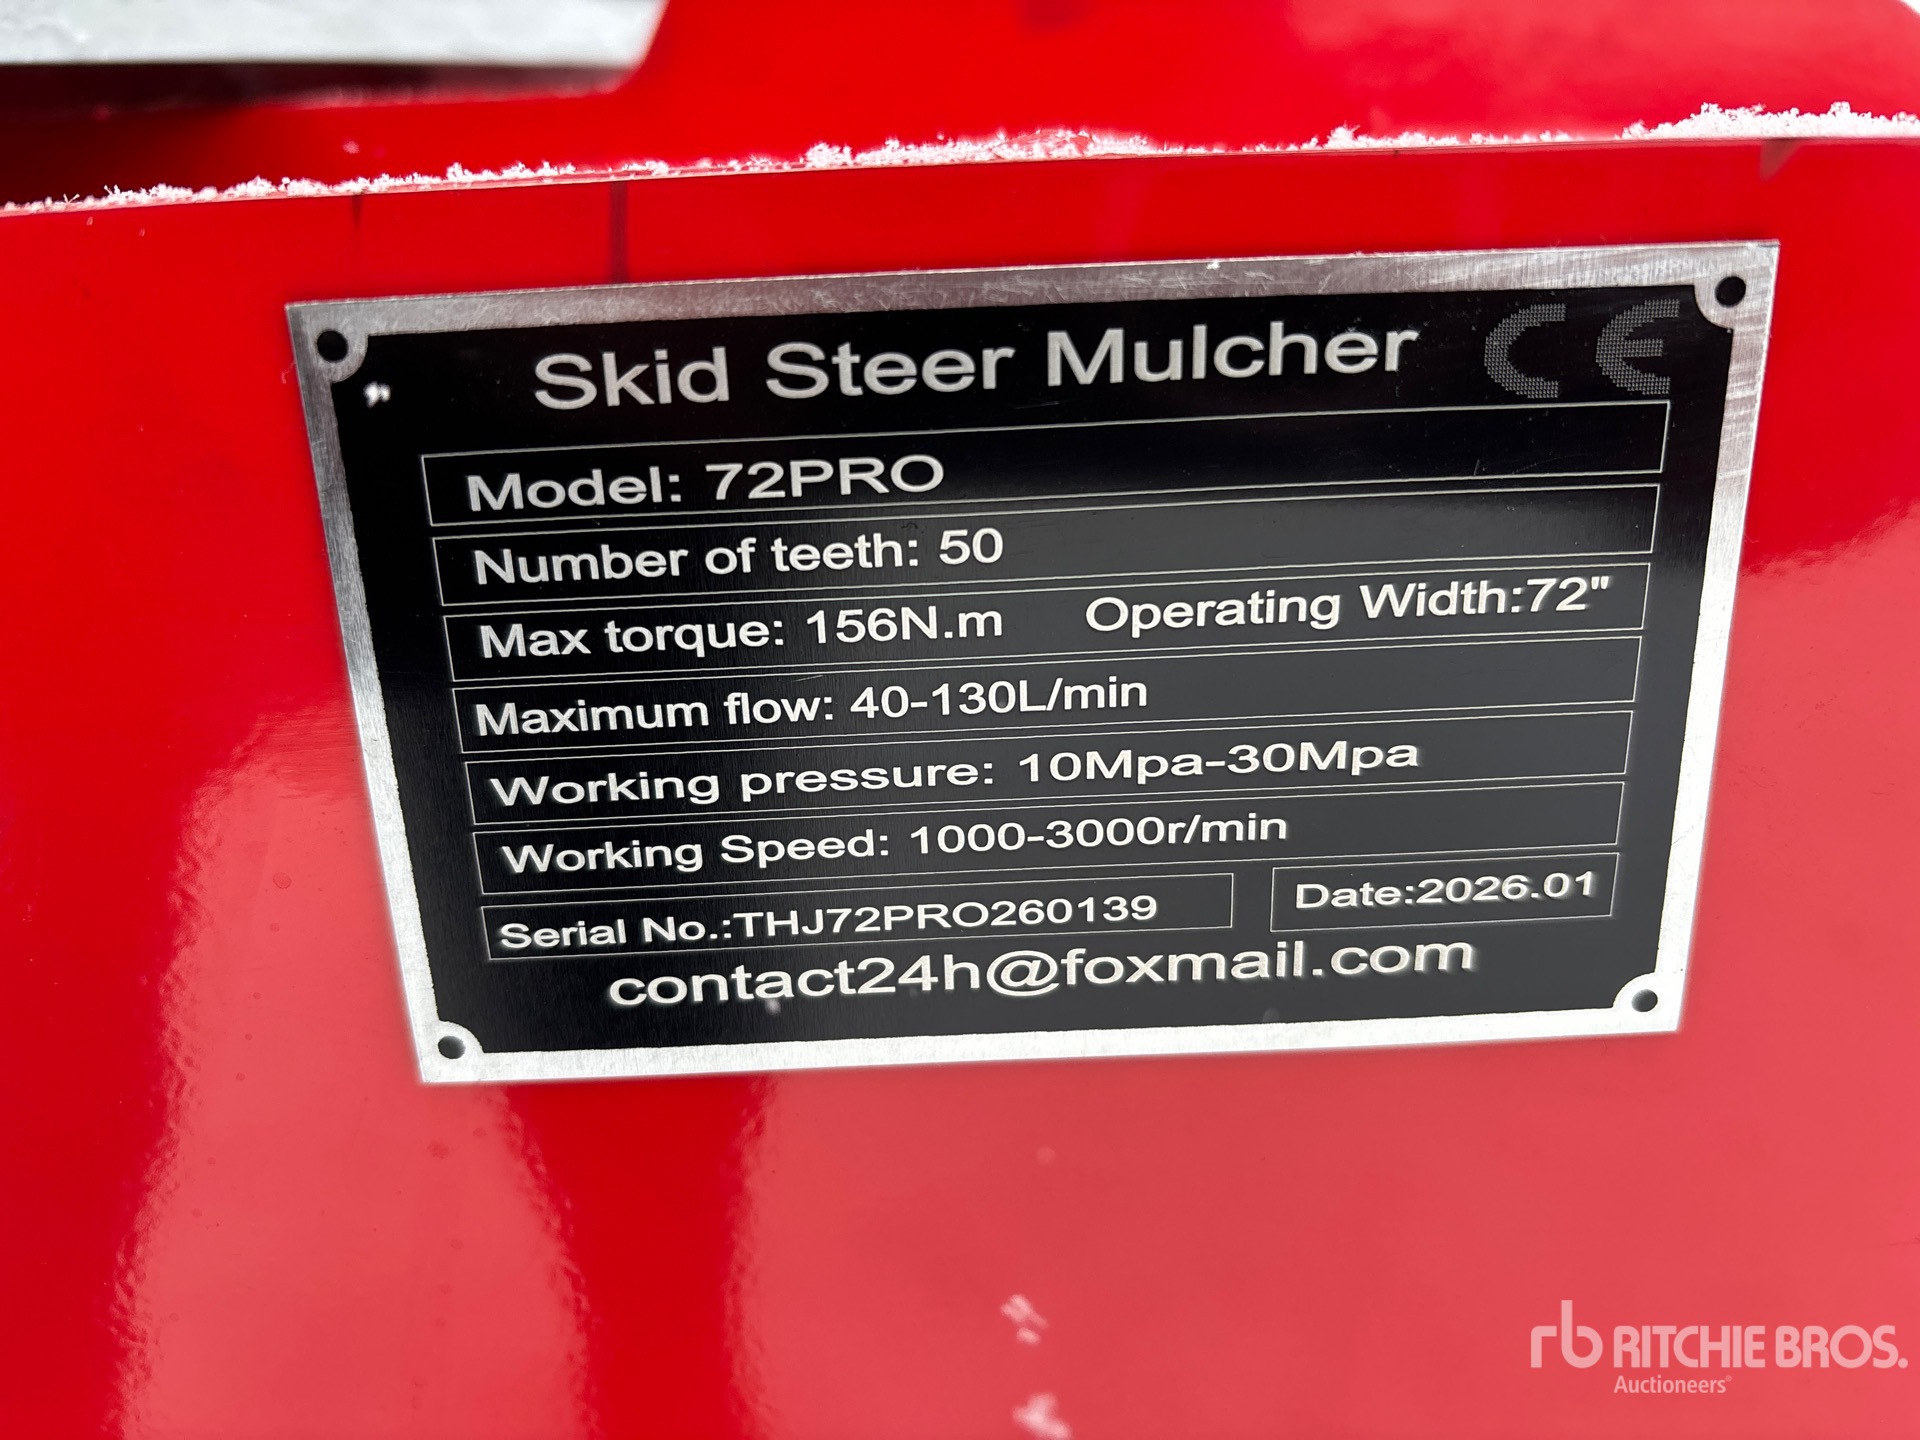 Skid Steer Mulcher CE
Model: 72PRO
Number of teeth: 50
Max torque: 156N.m Operating Width:72"
Maximum flow: 40-130L/min
Working pressure: 10Mpa-30Mpa
Working Speed: 1000-3000r/min
Serial No.:THJ72PRO260139 Date:2026.01
contact24h@foxmail.com
rb RITCHIE BROS.
Auctioneers®